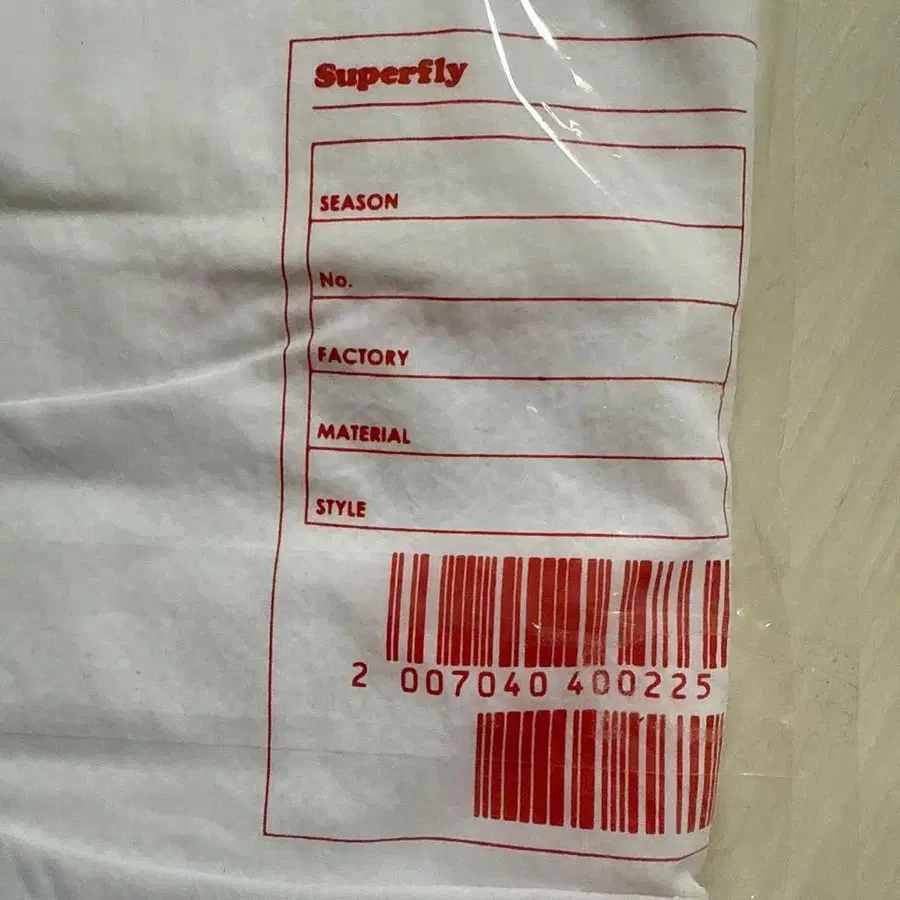 Superfly
SEASON
No.
FACTORY
MATERIAL
STYLE
2 007040 400225